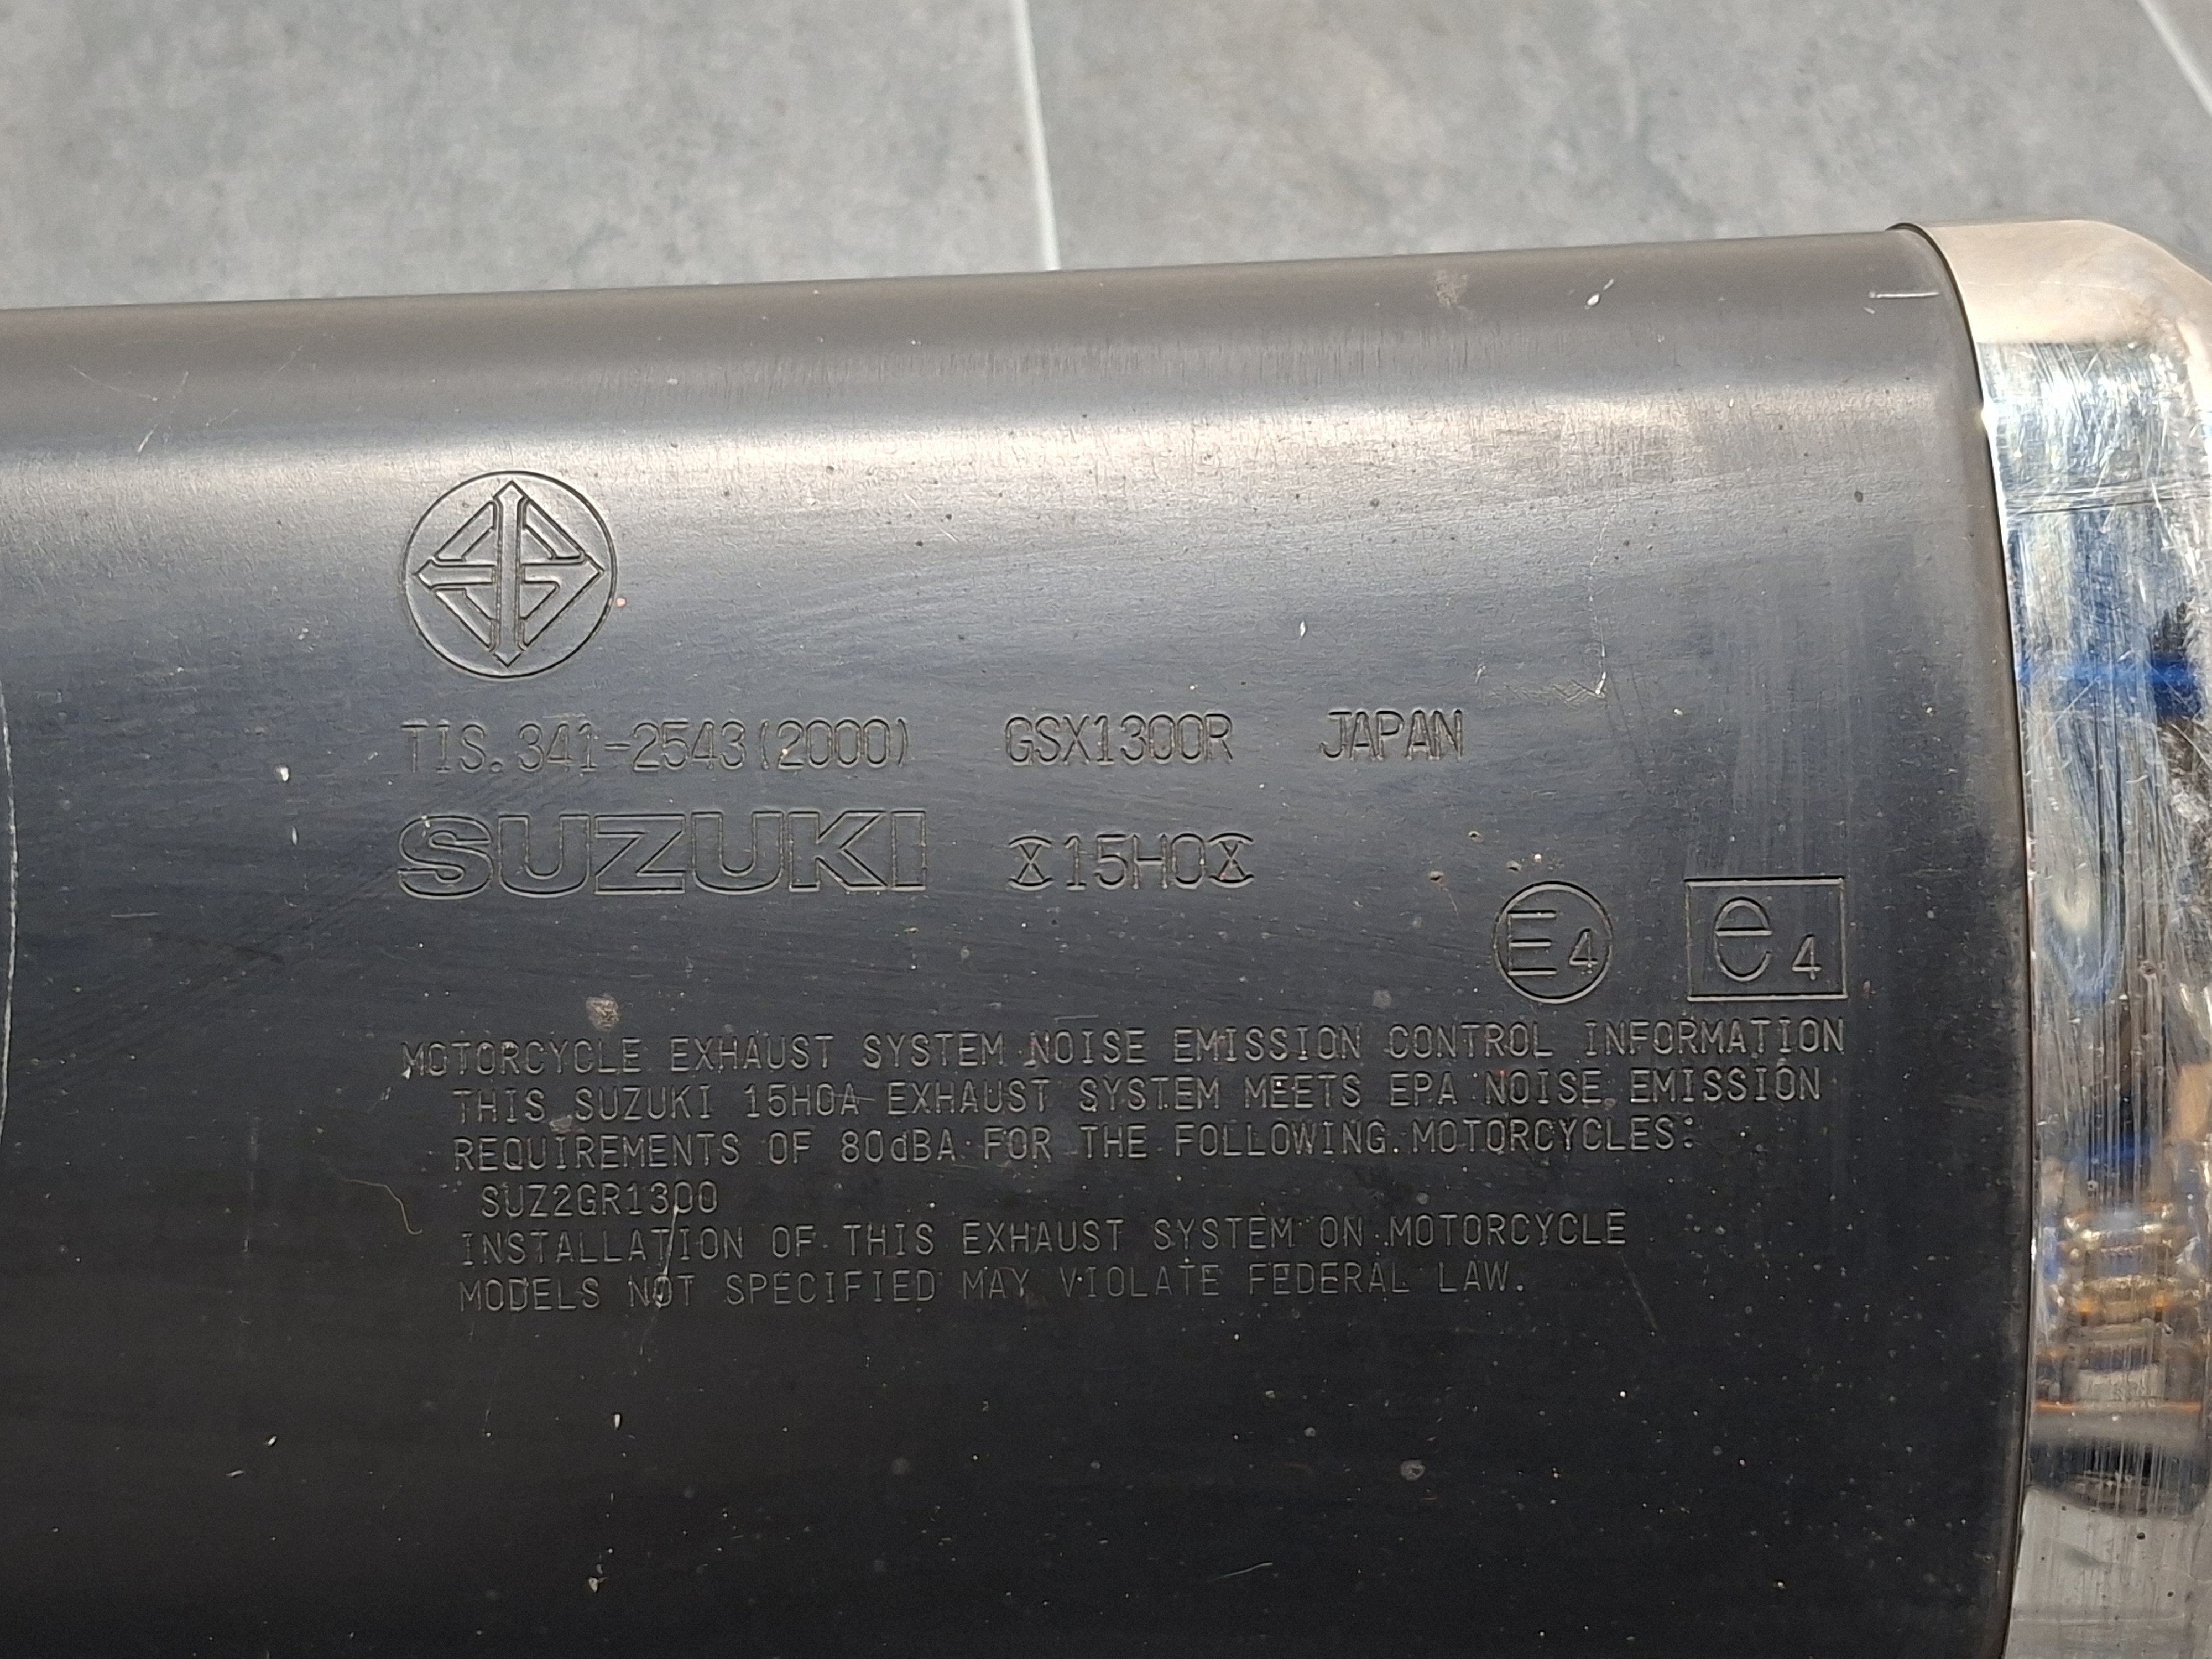 TIS.341-2543(2000) GSX1300R JAPAN
SUZUKI 15H0
E4 e4
MOTORCYCLE EXHAUST SYSTEM NOISE EMISSION CONTROL INFORMATION
THIS SUZUKI 15H0A EXHAUST SYSTEM MEETS EPA NOISE EMISSION
REQUIREMENTS OF 80dBA FOR THE FOLLOWING MOTORCYCLES:
SUZ2GR1300
INSTALLATION OF THIS EXHAUST SYSTEM ON MOTORCYCLE
MODELS NOT SPECIFIED MAY VIOLATE FEDERAL LAW.